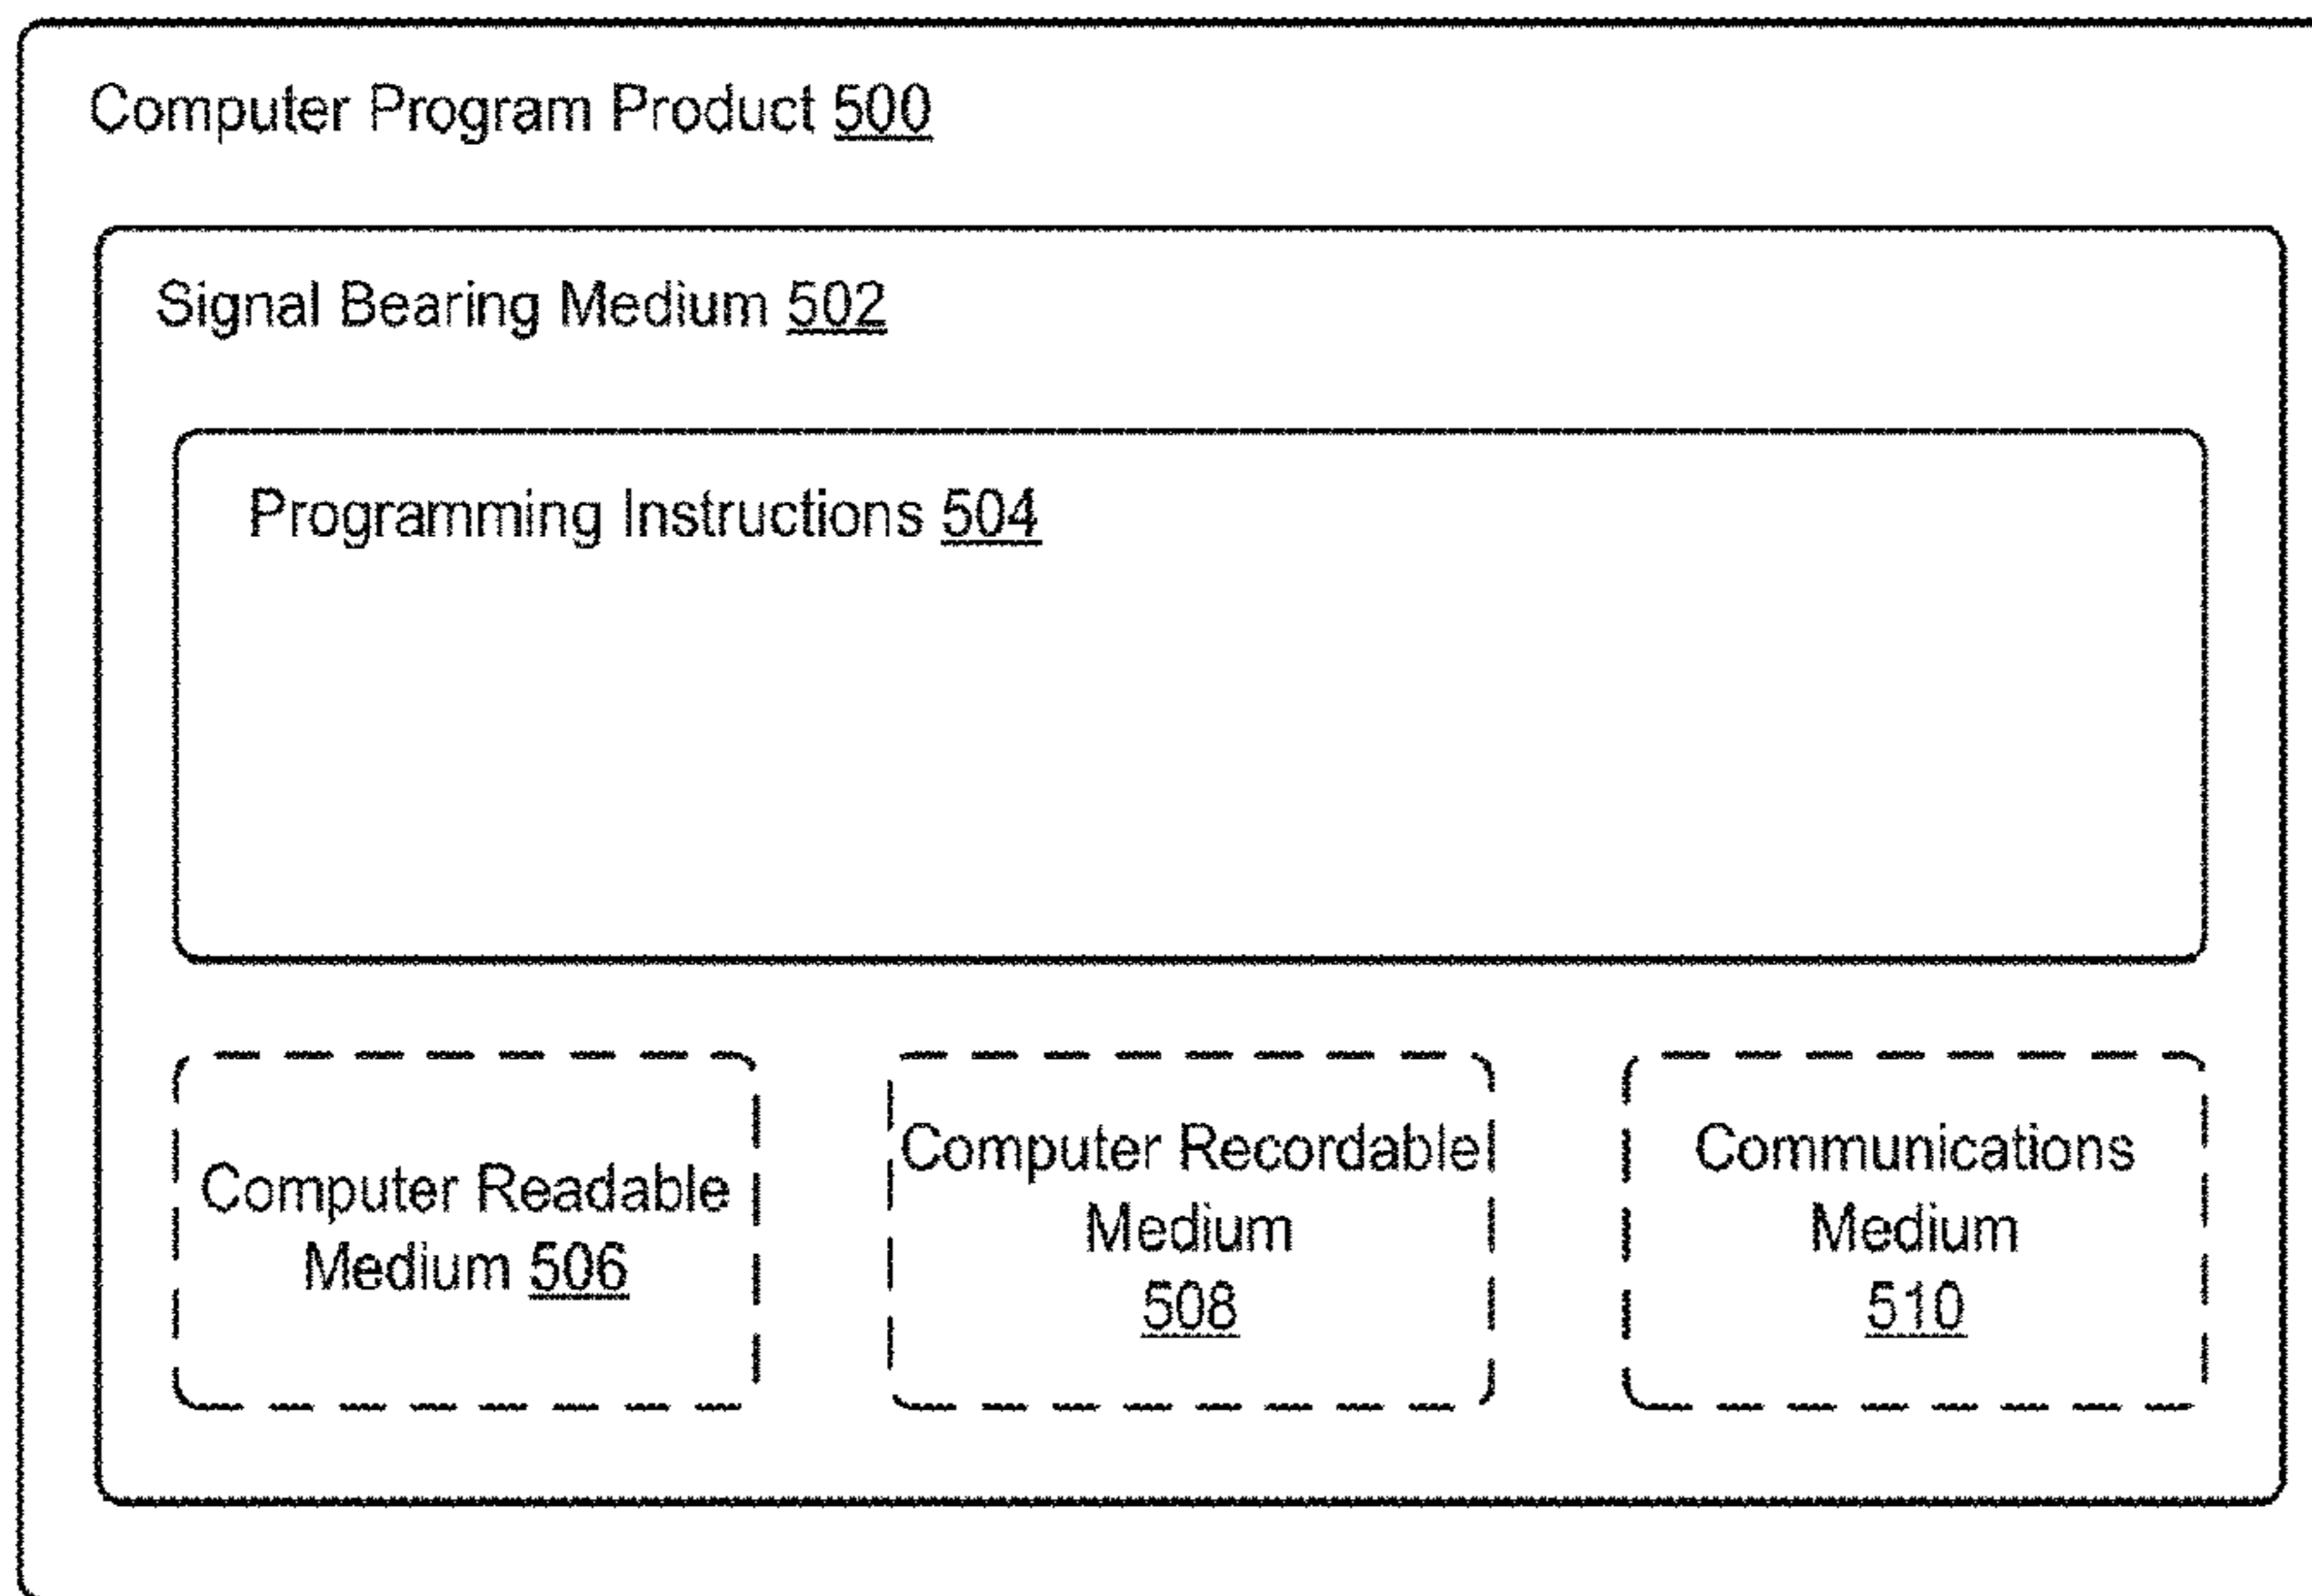 Computer Program Product 500
Signal Bearing Medium 502
Programming Instructions 504
Computer Readable
Medium 506
Computer Recordable
Medium
508
Communications
Medium
510